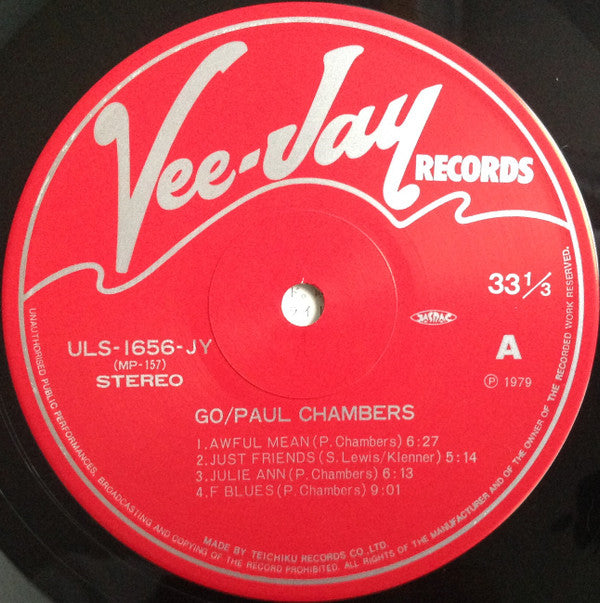 Vee-Jay
RECORDS
33 1/3
ULS-1656-JY
(MP-157)
STEREO
A
Ⓟ 1979
GO/PAUL CHAMBERS
1.AWFUL MEAN(P. Chambers) 6:27
2.JUST FRIENDS(S. Lewis/Klenner) 5:14
3.JULIE ANN(P. Chambers) 6:13
4.F BLUES(P. Chambers) 9:01
MADE BY TEICHIKU RECORDS CO.,LTD.
UNAUTHORISED PUBLIC PERFORMANCES, BROADCASTING AND COPYING OF THE RECORD PROHIBITED. ALL RIGHTS OF THE MANUFACTURER AND OF THE OWNER OF THE RECORDED WORK RESERVED.